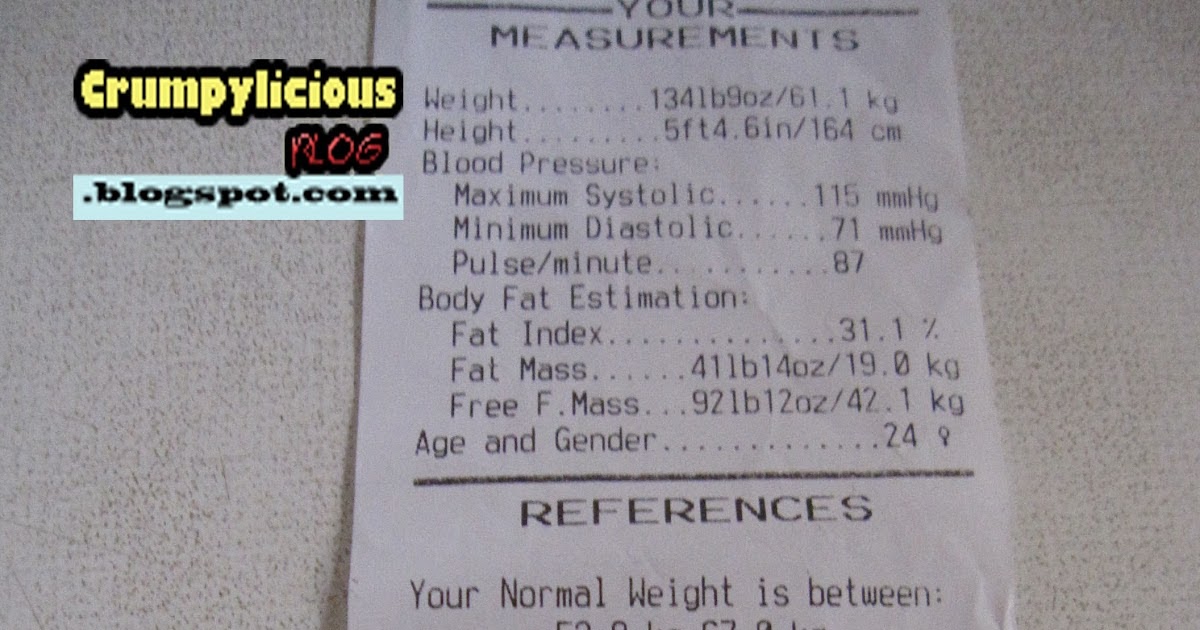 YOUR
MEASUREMENTS
Crumpylicious
BLOG
.blogspot.com
Weight........134lb9oz/61.1 kg
Height.........5ft4.6in/164 cm
Blood Pressure:
Maximum Systolic......115 mmHg
Minimum Diastolic......71 mmHg
Pulse/minute...........87
Body Fat Estimation:
Fat Index..............31.1 %
Fat Mass......41lb14oz/19.0 kg
Free F.Mass...92lb12oz/42.1 kg
Age and Gender.............24 ♀
REFERENCES
Your Normal Weight is between: